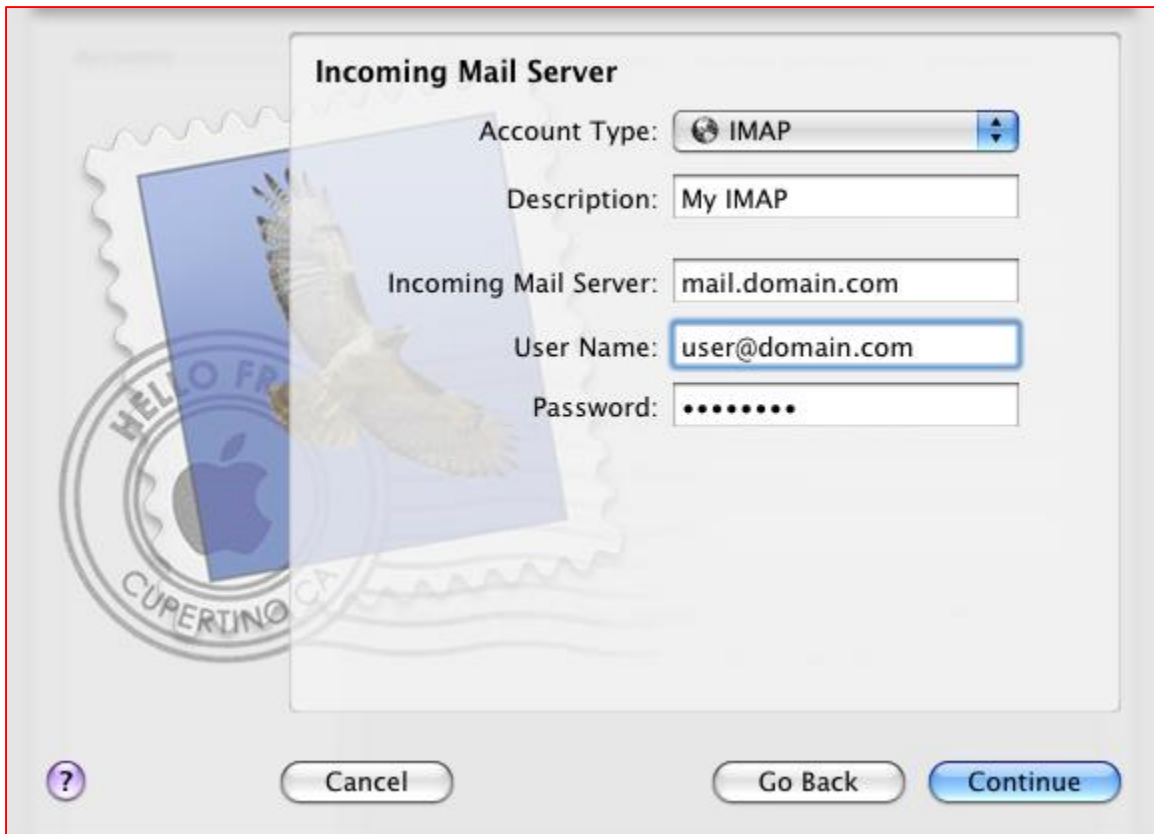 Incoming Mail Server
Account Type: IMAP
Description: My IMAP
Incoming Mail Server: mail.domain.com
User Name: user@domain.com
Password: ••••••••
HELLO FR
CUPERTINO CA
?
Cancel
Go Back
Continue